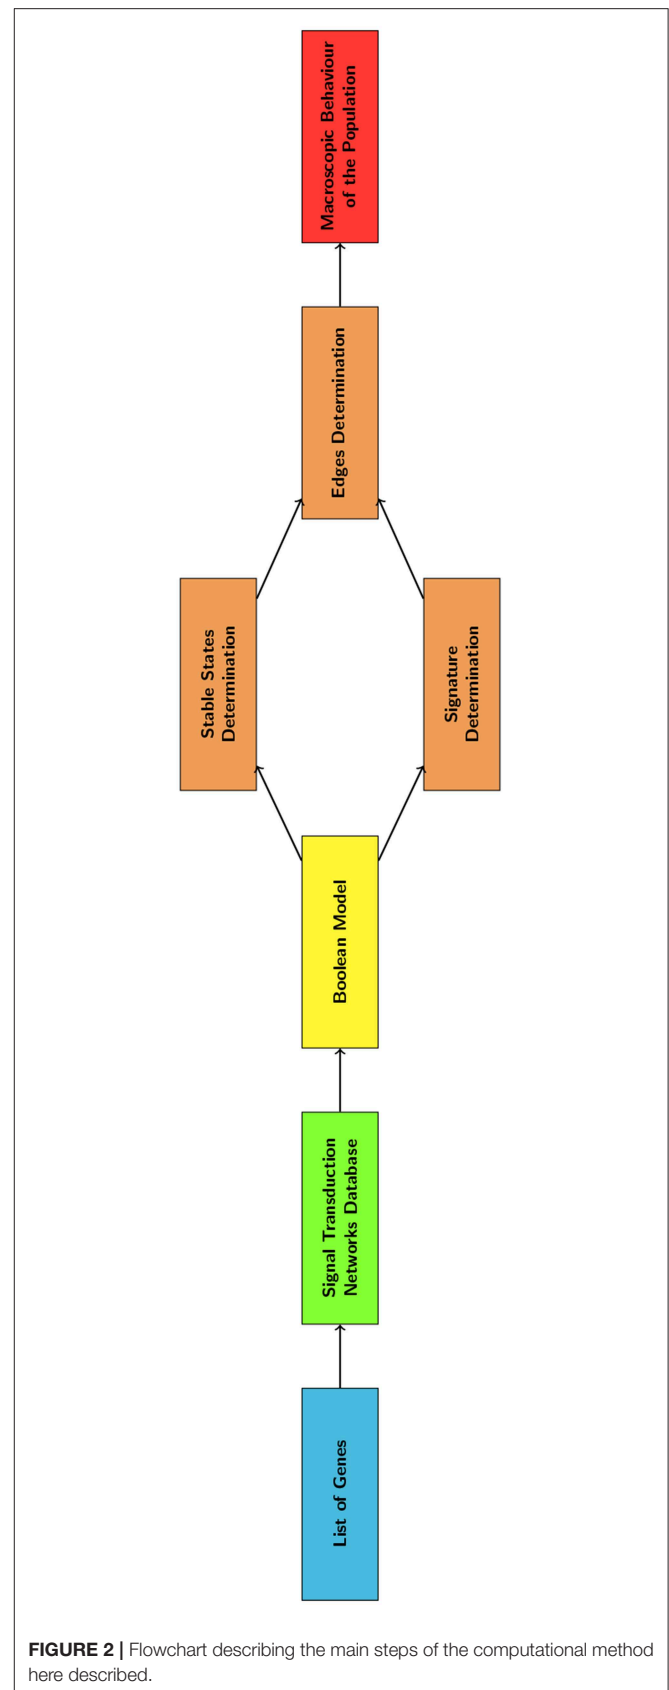 Macroscopic Behaviour
of the Population
Edges Determination
Stable States
Determination
Signature
Determination
Boolean Model
Signal Transduction
Networks Database
List of Genes
FIGURE 2 | Flowchart describing the main steps of the computational method
here described.